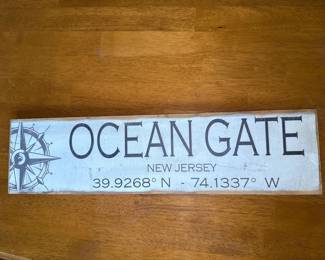 OCEAN GATE
NEW JERSEY
39.9268° N - 74.1337° W